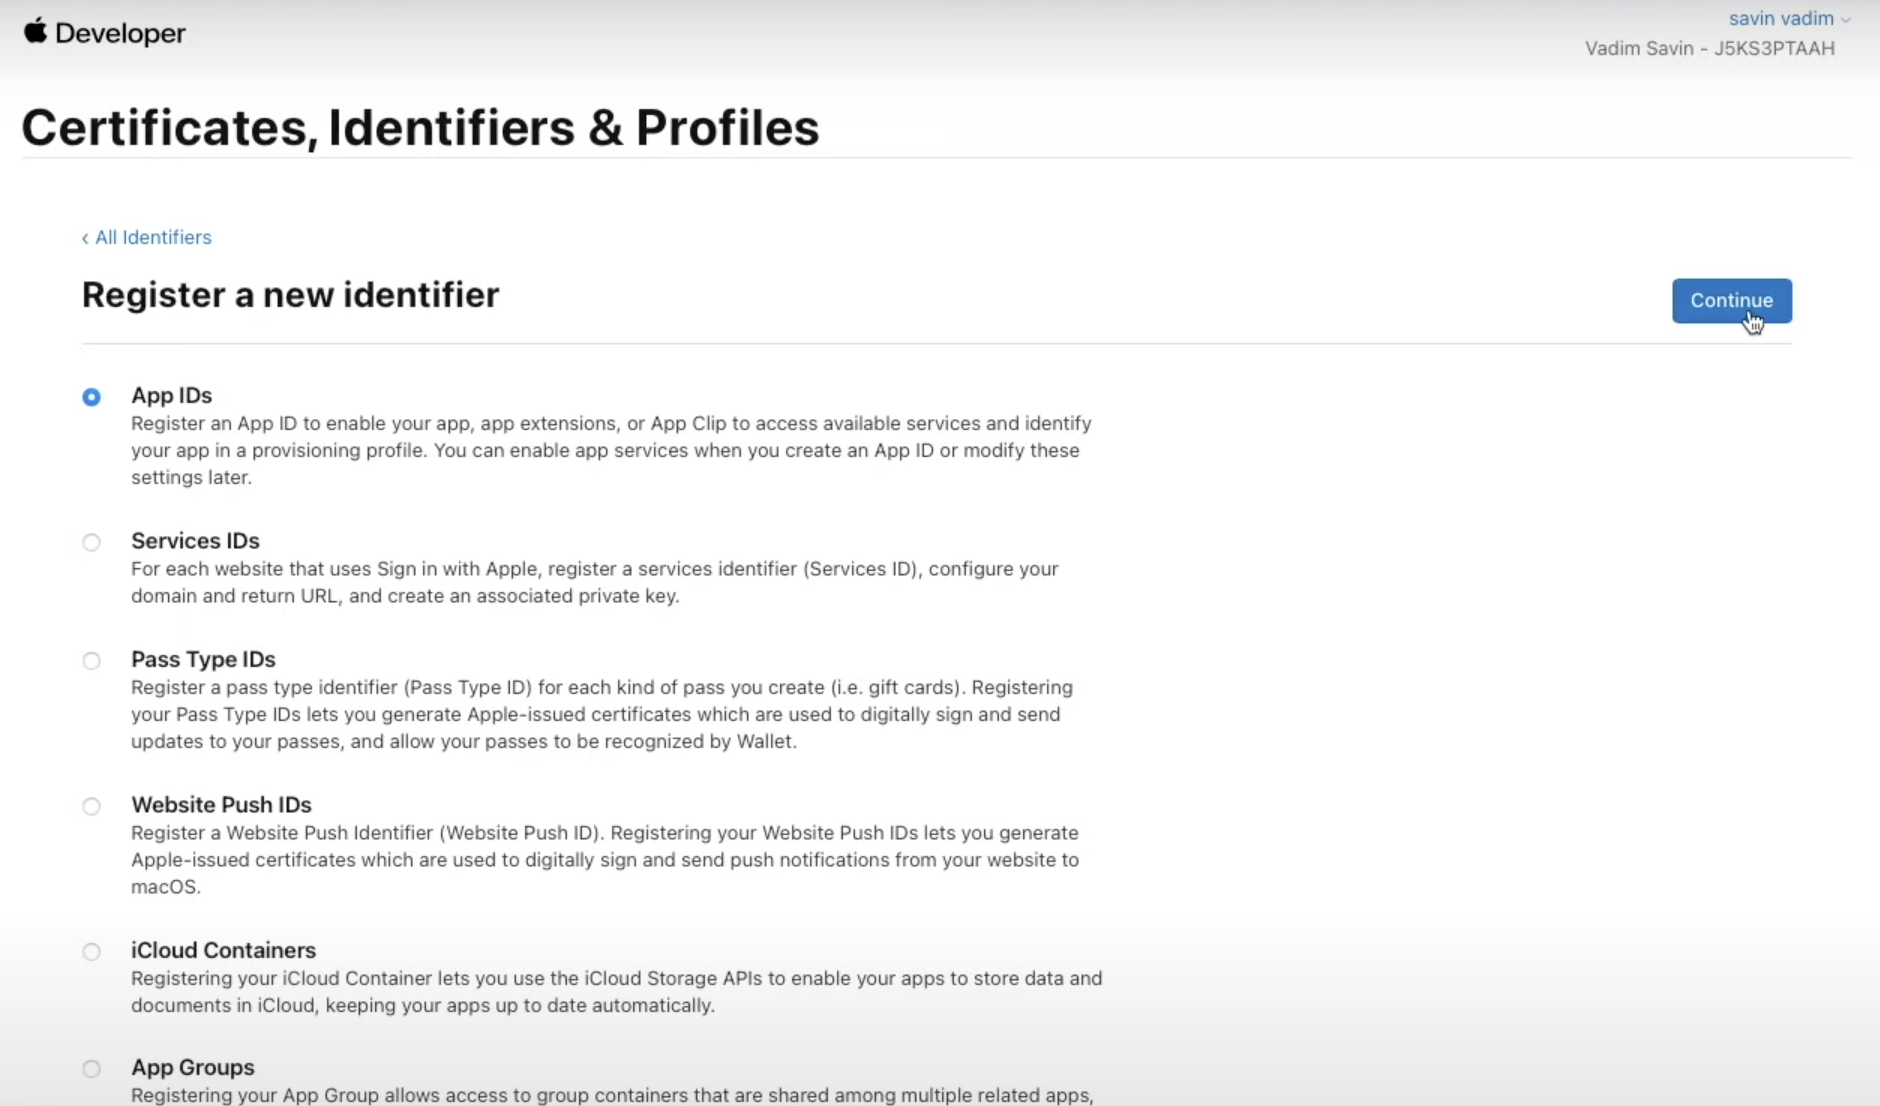 Developer
savin vadim
Vadim Savin - J5KS3PTAAH
Certificates, Identifiers & Profiles
‹ All Identifiers
Register a new identifier
Continue
App IDs
Register an App ID to enable your app, app extensions, or App Clip to access available services and identify
your app in a provisioning profile. You can enable app services when you create an App ID or modify these
settings later.
Services IDs
For each website that uses Sign in with Apple, register a services identifier (Services ID), configure your
domain and return URL, and create an associated private key.
Pass Type IDs
Register a pass type identifier (Pass Type ID) for each kind of pass you create (i.e. gift cards). Registering
your Pass Type IDs lets you generate Apple-issued certificates which are used to digitally sign and send
updates to your passes, and allow your passes to be recognized by Wallet.
Website Push IDs
Register a Website Push Identifier (Website Push ID). Registering your Website Push IDs lets you generate
Apple-issued certificates which are used to digitally sign and send push notifications from your website to
macOS.
iCloud Containers
Registering your iCloud Container lets you use the iCloud Storage APIs to enable your apps to store data and
documents in iCloud, keeping your apps up to date automatically.
App Groups
Registering your App Group allows access to group containers that are shared among multiple related apps,